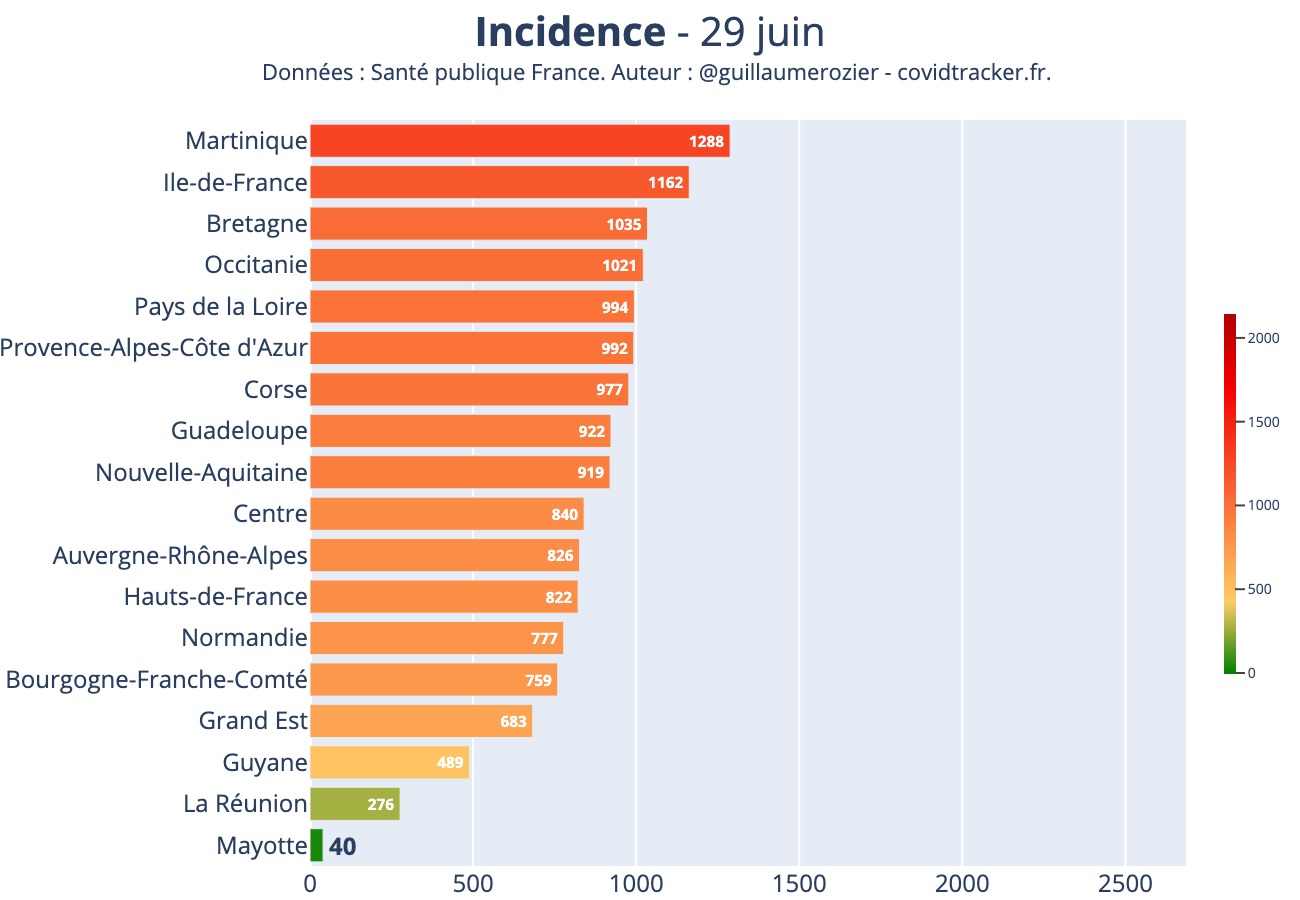 Incidence - 29 juin
Données : Santé publique France. Auteur : @guillaumerozier - covidtracker.fr.
Martinique 1288
Ile-de-France 1162
Bretagne 1035
Occitanie 1021
Pays de la Loire 994
Provence-Alpes-Côte d'Azur 992
Corse 977
Guadeloupe 922
Nouvelle-Aquitaine 919
Centre 840
Auvergne-Rhône-Alpes 826
Hauts-de-France 822
Normandie 777
Bourgogne-Franche-Comté 759
Grand Est 683
Guyane 489
La Réunion 276
Mayotte 40
0 500 1000 1500 2000 2500
2000
1500
1000
500
0